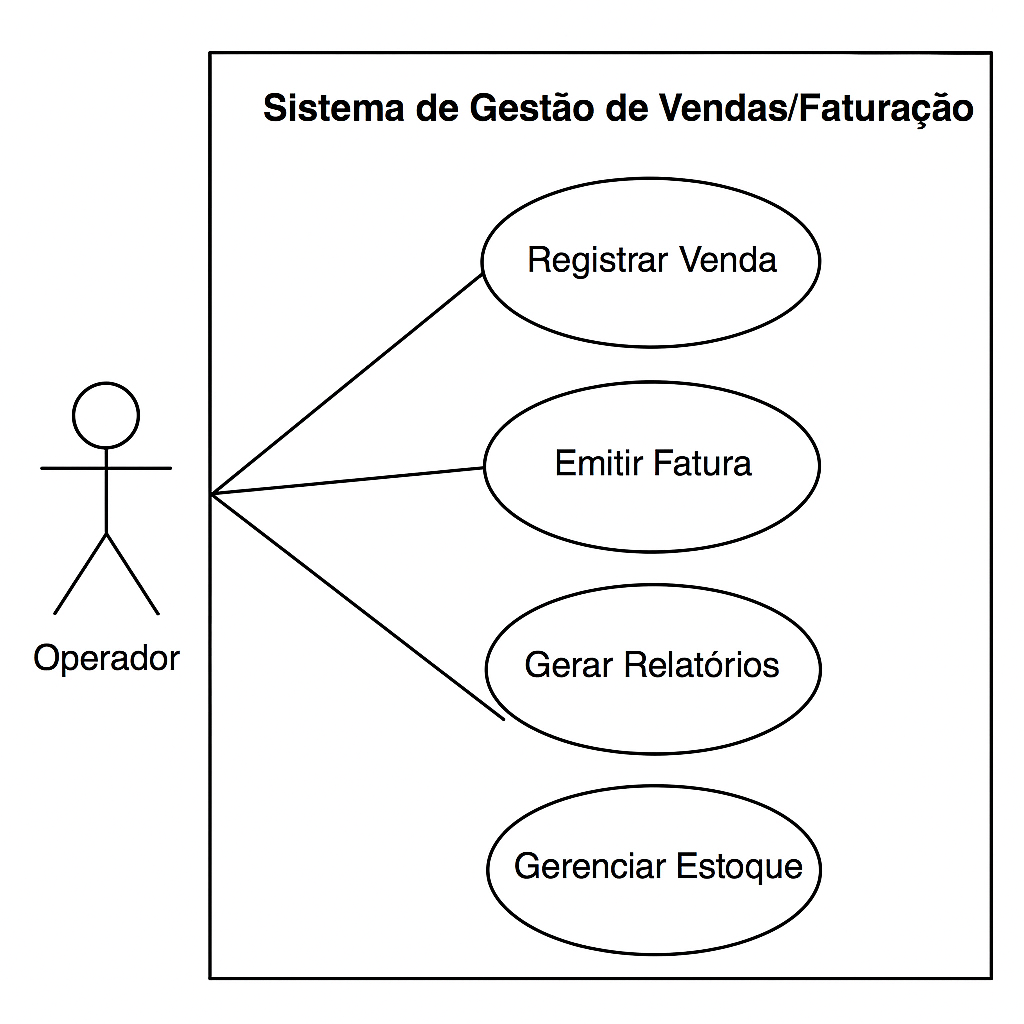 Sistema de Gestão de Vendas/Faturação
Registrar Venda
Emitir Fatura
Gerar Relatórios
Operador
Gerenciar Estoque